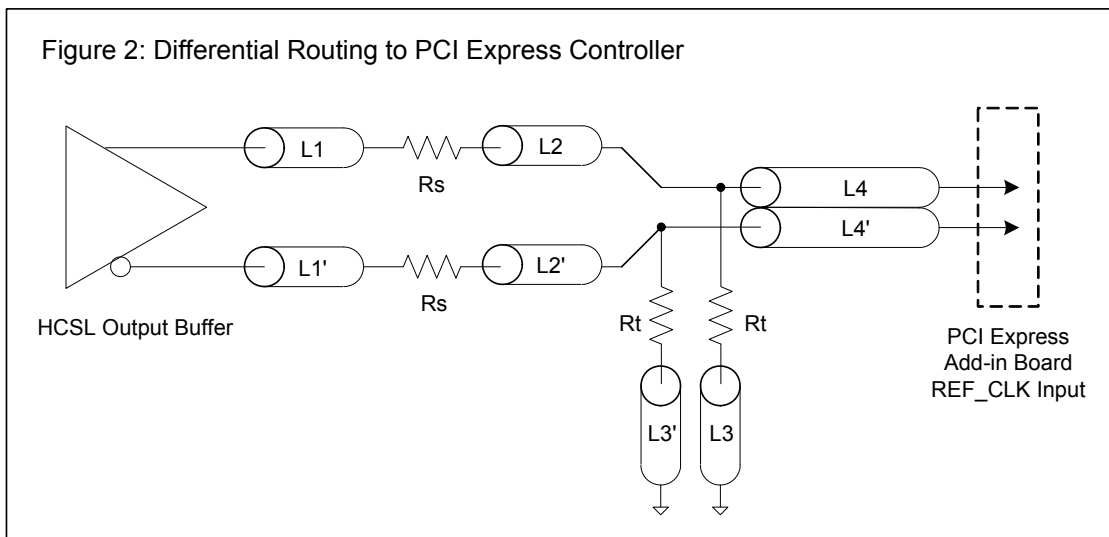 Figure 2: Differential Routing to PCI Express Controller
L1
Rs
L2
L4
L4'
L1'
Rs
L2'
HCSL Output Buffer
Rt
Rt
L3'
L3
PCI Express
Add-in Board
REF_CLK Input